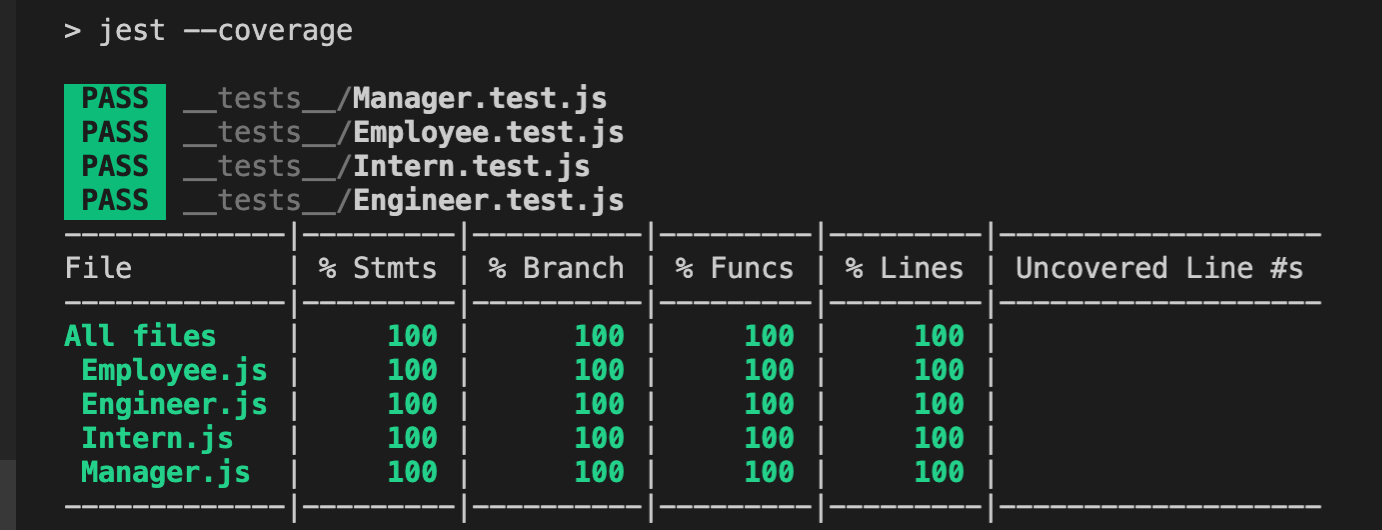 > jest --coverage
PASS __tests__/Manager.test.js
PASS __tests__/Employee.test.js
PASS __tests__/Intern.test.js
PASS __tests__/Engineer.test.js
-------------|---------|----------|---------|---------|-------------------
File         | % Stmts | % Branch | % Funcs | % Lines | Uncovered Line #s
-------------|---------|----------|---------|---------|-------------------
All files    |     100 |      100 |     100 |     100 |
 Employee.js |     100 |      100 |     100 |     100 |
 Engineer.js |     100 |      100 |     100 |     100 |
 Intern.js   |     100 |      100 |     100 |     100 |
 Manager.js  |     100 |      100 |     100 |     100 |
-------------|---------|----------|---------|---------|-------------------